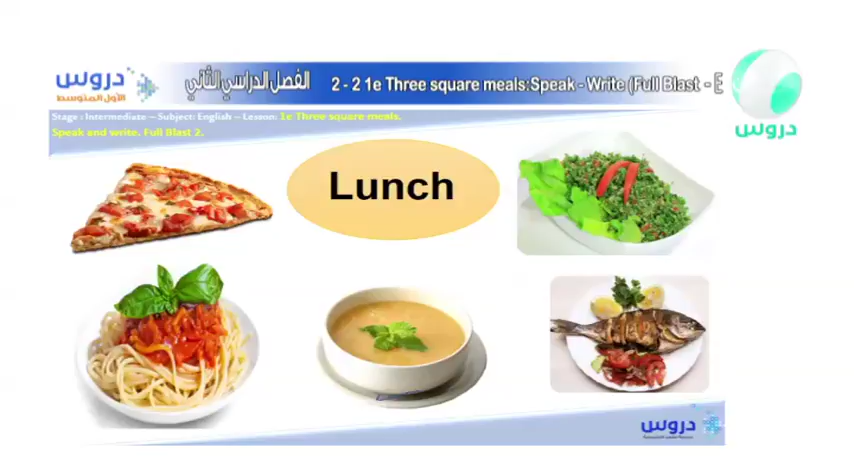 دروس
الأول المتوسط
الفصل الدراسي الثاني
2 - 2 1e Three square meals:Speak - Write (Full Blast - E
دروس
Stage : Intermediate – Subject: English – Lesson: 1e Three square meals.
Speak and write. Full Blast 2.
Lunch
دروس